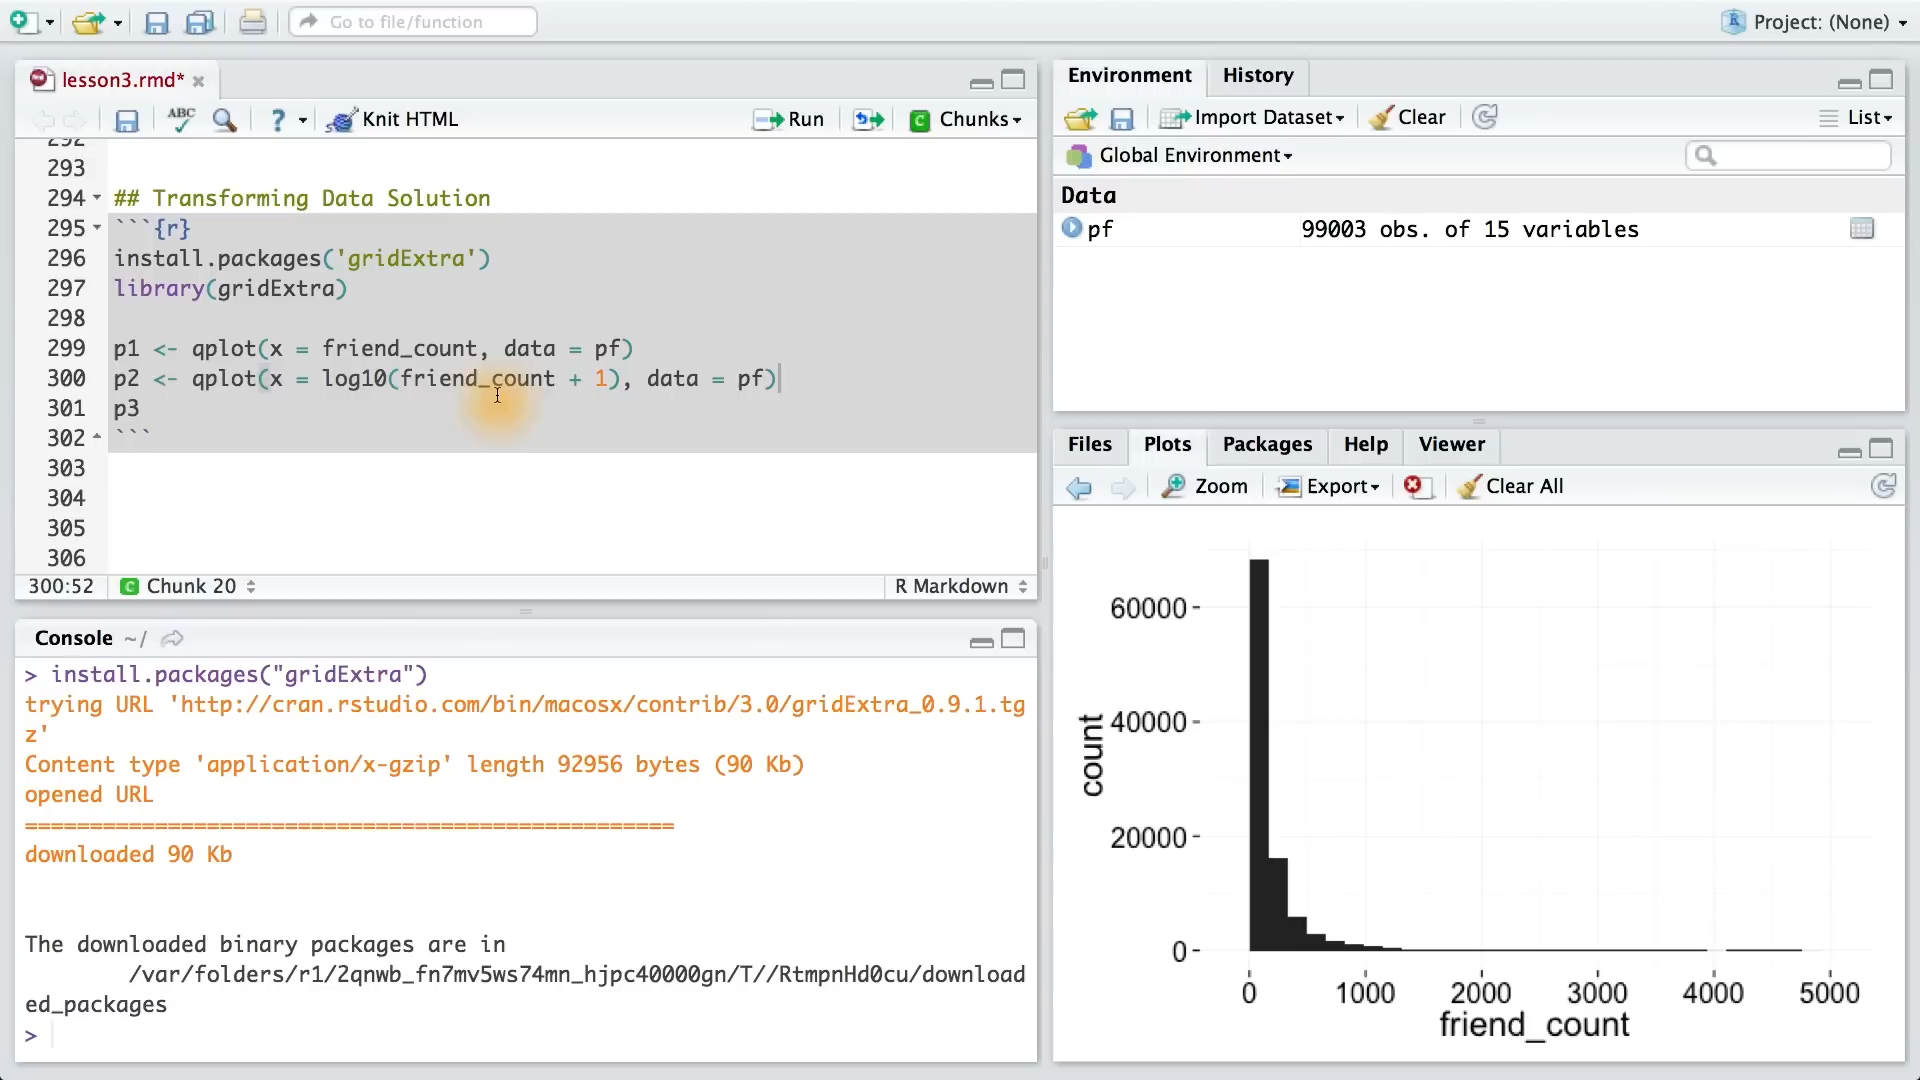 Go to file/function
Project: (None)
lesson3.rmd*
ABC
?
Knit HTML
Run
Chunks
292
293
294 ## Transforming Data Solution
295 ```{r}
296 install.packages('gridExtra')
297 library(gridExtra)
298
299 p1 <- qplot(x = friend_count, data = pf)
300 p2 <- qplot(x = log10(friend_count + 1), data = pf)
301 p3
302 ```
303
304
305
306
300:52
C Chunk 20
R Markdown
Console ~/
> install.packages("gridExtra")
trying URL 'http://cran.rstudio.com/bin/macosx/contrib/3.0/gridExtra_0.9.1.tg
z'
Content type 'application/x-gzip' length 92956 bytes (90 Kb)
opened URL
==================================================
downloaded 90 Kb
The downloaded binary packages are in
/var/folders/r1/2qnwb_fn7mv5ws74mn_hjpc40000gn/T//RtmpnHd0cu/download
ed_packages
>
Environment
History
Import Dataset
Clear
List
Global Environment
Data
pf 99003 obs. of 15 variables
Files
Plots
Packages
Help
Viewer
Zoom
Export
Clear All
60000
40000
20000
0
count
0 1000 2000 3000 4000 5000
friend_count